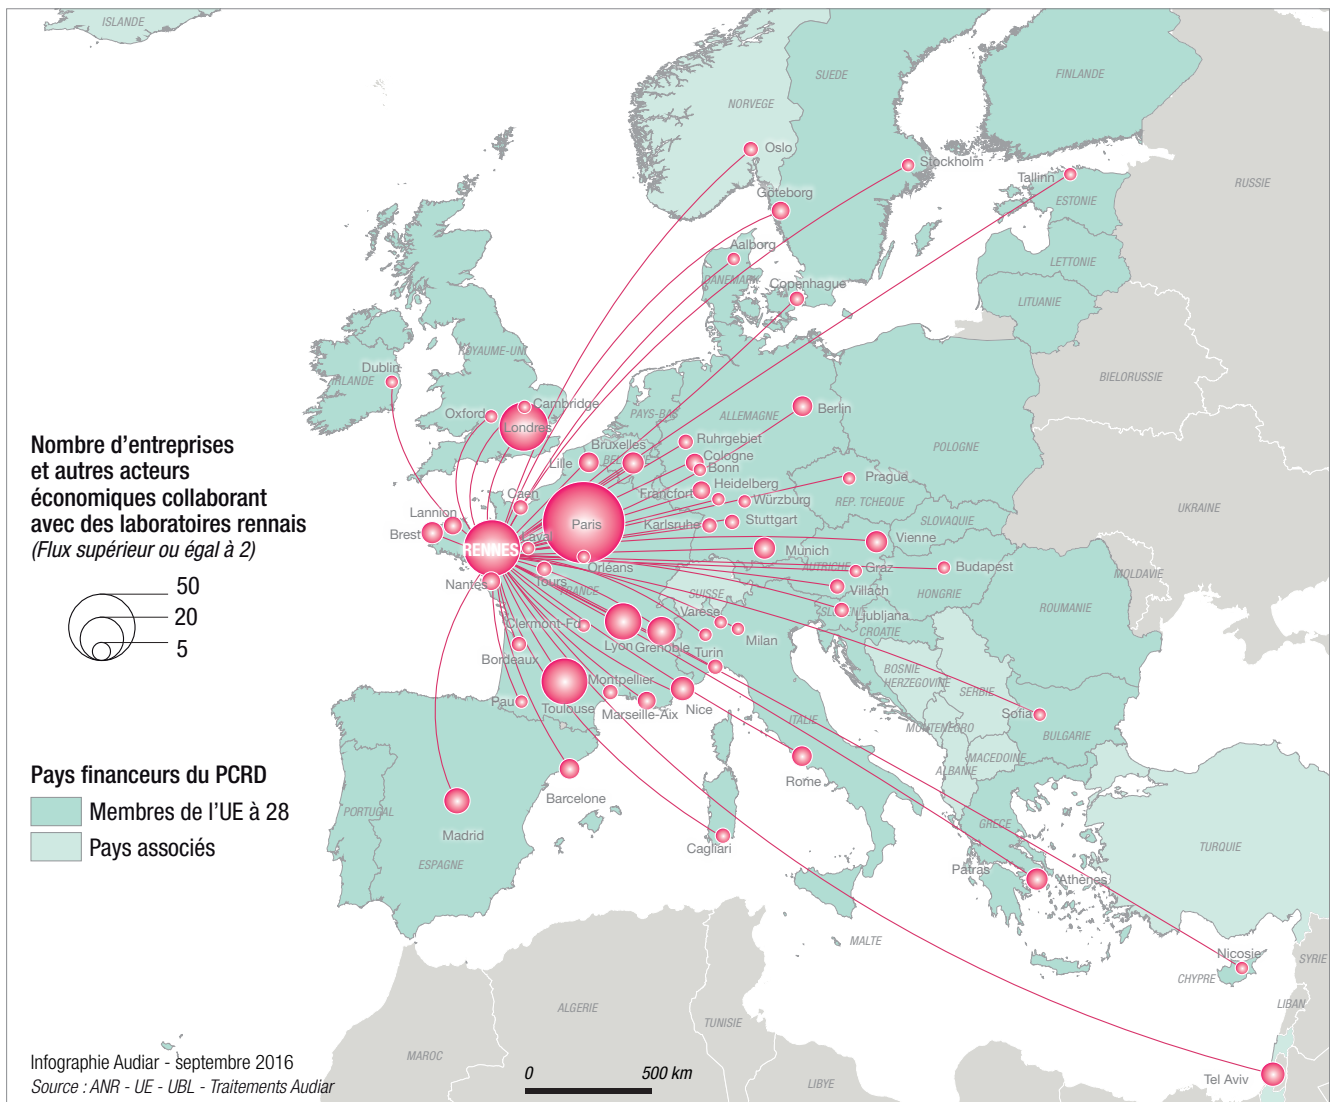 ISLANDE
SUEDE
FINLANDE
NORVEGE
RUSSIE
Oslo
Stockholm
Tallinn
Göteborg
ESTONIE
Aalborg
LETTONIE
DANEMARK
Copenhague
LITUANIE
ROYAUME-UNI
Dublin
IRLANDE
BIELORUSSIE
Cambridge
Oxford
Londres
PAYS-BAS
ALLEMAGNE
Berlin
Bruxelles
Ruhrgebiet
POLOGNE
Lille
BELGIQUE
Cologne
Bonn
Prague
Caen
Francfort
Heidelberg
Würzburg
REP. TCHEQUE
UKRAINE
Lannion
Paris
Karlsruhe
Stuttgart
SLOVAQUIE
Brest
RENNES
Laval
Munich
Vienne
Orléans
AUTRICHE
Graz
Budapest
MOLDAVIE
Nantes
Tours
FRANCE
SUISSE
Villach
HONGRIE
ROUMANIE
Clermont-Fd
Varese
SLOVENIE
Ljubljana
Lyon
Grenoble
Milan
CROATIE
Bordeaux
Turin
BOSNIE
HERZEGOVINE
Montpellier
SERBIE
Pau
Toulouse
Marseille-Aix
Nice
Sofia
ITALIE
MONTENEGRO
BULGARIE
MACEDOINE
ALBANIE
Rome
Barcelone
PORTUGAL
Madrid
Cagliari
GRECE
TURQUIE
ESPAGNE
Patras
Athènes
MALTE
Nicosie
CHYPRE
SYRIE
LIBAN
ALGERIE
TUNISIE
MAROC
LIBYE
Tel Aviv
Nombre d’entreprises
et autres acteurs
économiques collaborant
avec des laboratoires rennais
(Flux supérieur ou égal à 2)
50
20
5
Pays financeurs du PCRD
Membres de l’UE à 28
Pays associés
Infographie Audiar - septembre 2016
Source : ANR - UE - UBL - Traitements Audiar
0 500 km